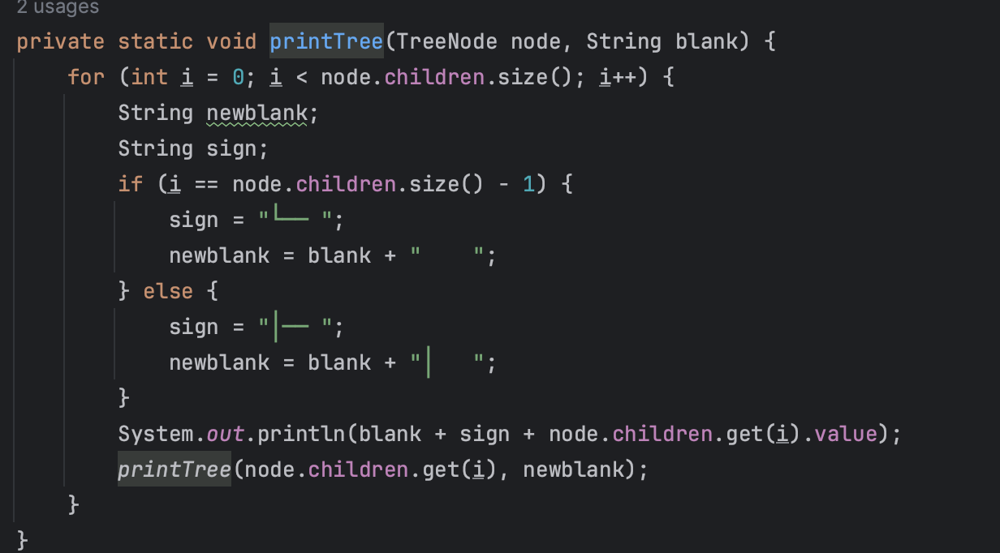 2 usages
private static void printTree(TreeNode node, String blank) {
    for (int i = 0; i < node.children.size(); i++) {
        String newblank;
        String sign;
        if (i == node.children.size() - 1) {
            sign = "└── ";
            newblank = blank + "    ";
        } else {
            sign = "│── ";
            newblank = blank + "│   ";
        }
        System.out.println(blank + sign + node.children.get(i).value);
        printTree(node.children.get(i), newblank);
    }
}